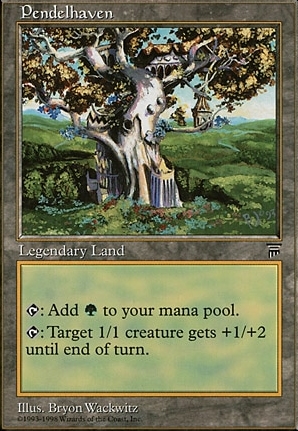 Pendelhaven
Legendary Land
: Add to your mana pool.
: Target 1/1 creature gets +1/+2
until end of turn.
Illus. Bryon Wackwitz
©1993-1996 Wizards of the Coast, Inc.